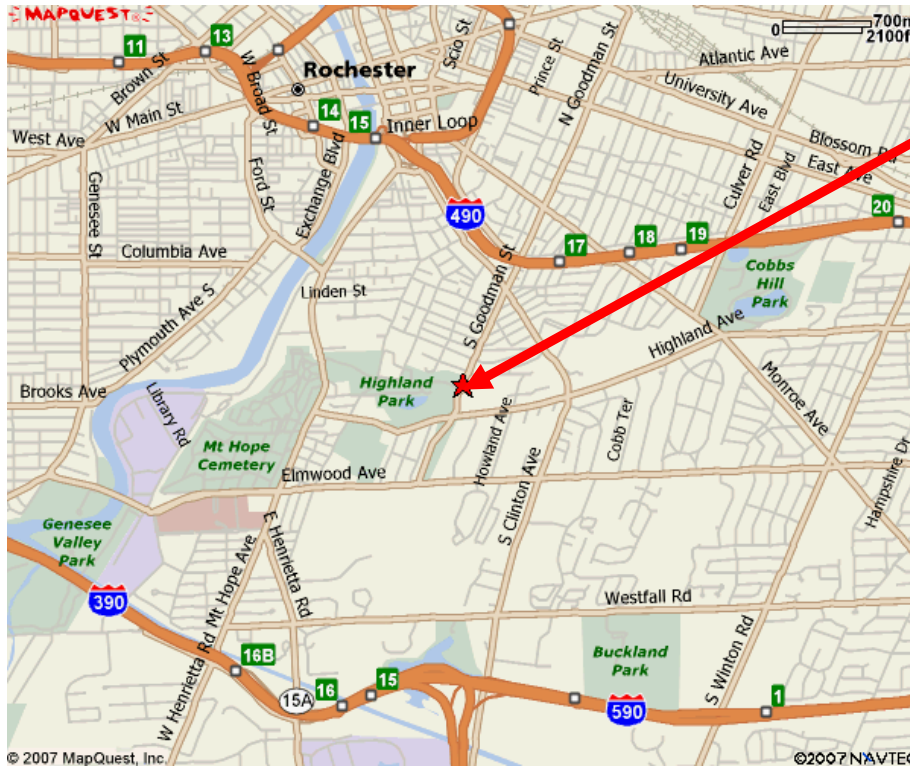 MAPQUEST
0 700m
2100ft
11
13
Brown St
W Broad St
Rochester
Scio St
Prince St
N Goodman St
Atlantic Ave
University Ave
Blossom Rd
East Ave
West Ave
W Main St
14
15
Inner Loop
Exchange Blvd
Ford St
Genesee St
Culver Rd
East Blvd
490
17
18
19
20
Columbia Ave
Plymouth Ave S
Linden St
S Goodman St
Cobbs
Hill
Park
Highland Ave
Monroe Ave
Brooks Ave
Library Rd
Highland
Park
Mt Hope
Cemetery
Elmwood Ave
Howland Ave
S Clinton Ave
Cobb Ter
Hampshire Dr
Genesee
Valley
Park
E Henrietta Rd
Mt Hope Ave
390
Westfall Rd
W Henrietta Rd
16B
15A
16
15
Buckland
Park
S Winton Rd
590
1
© 2007 MapQuest, Inc.
©2007 NAVTEQ